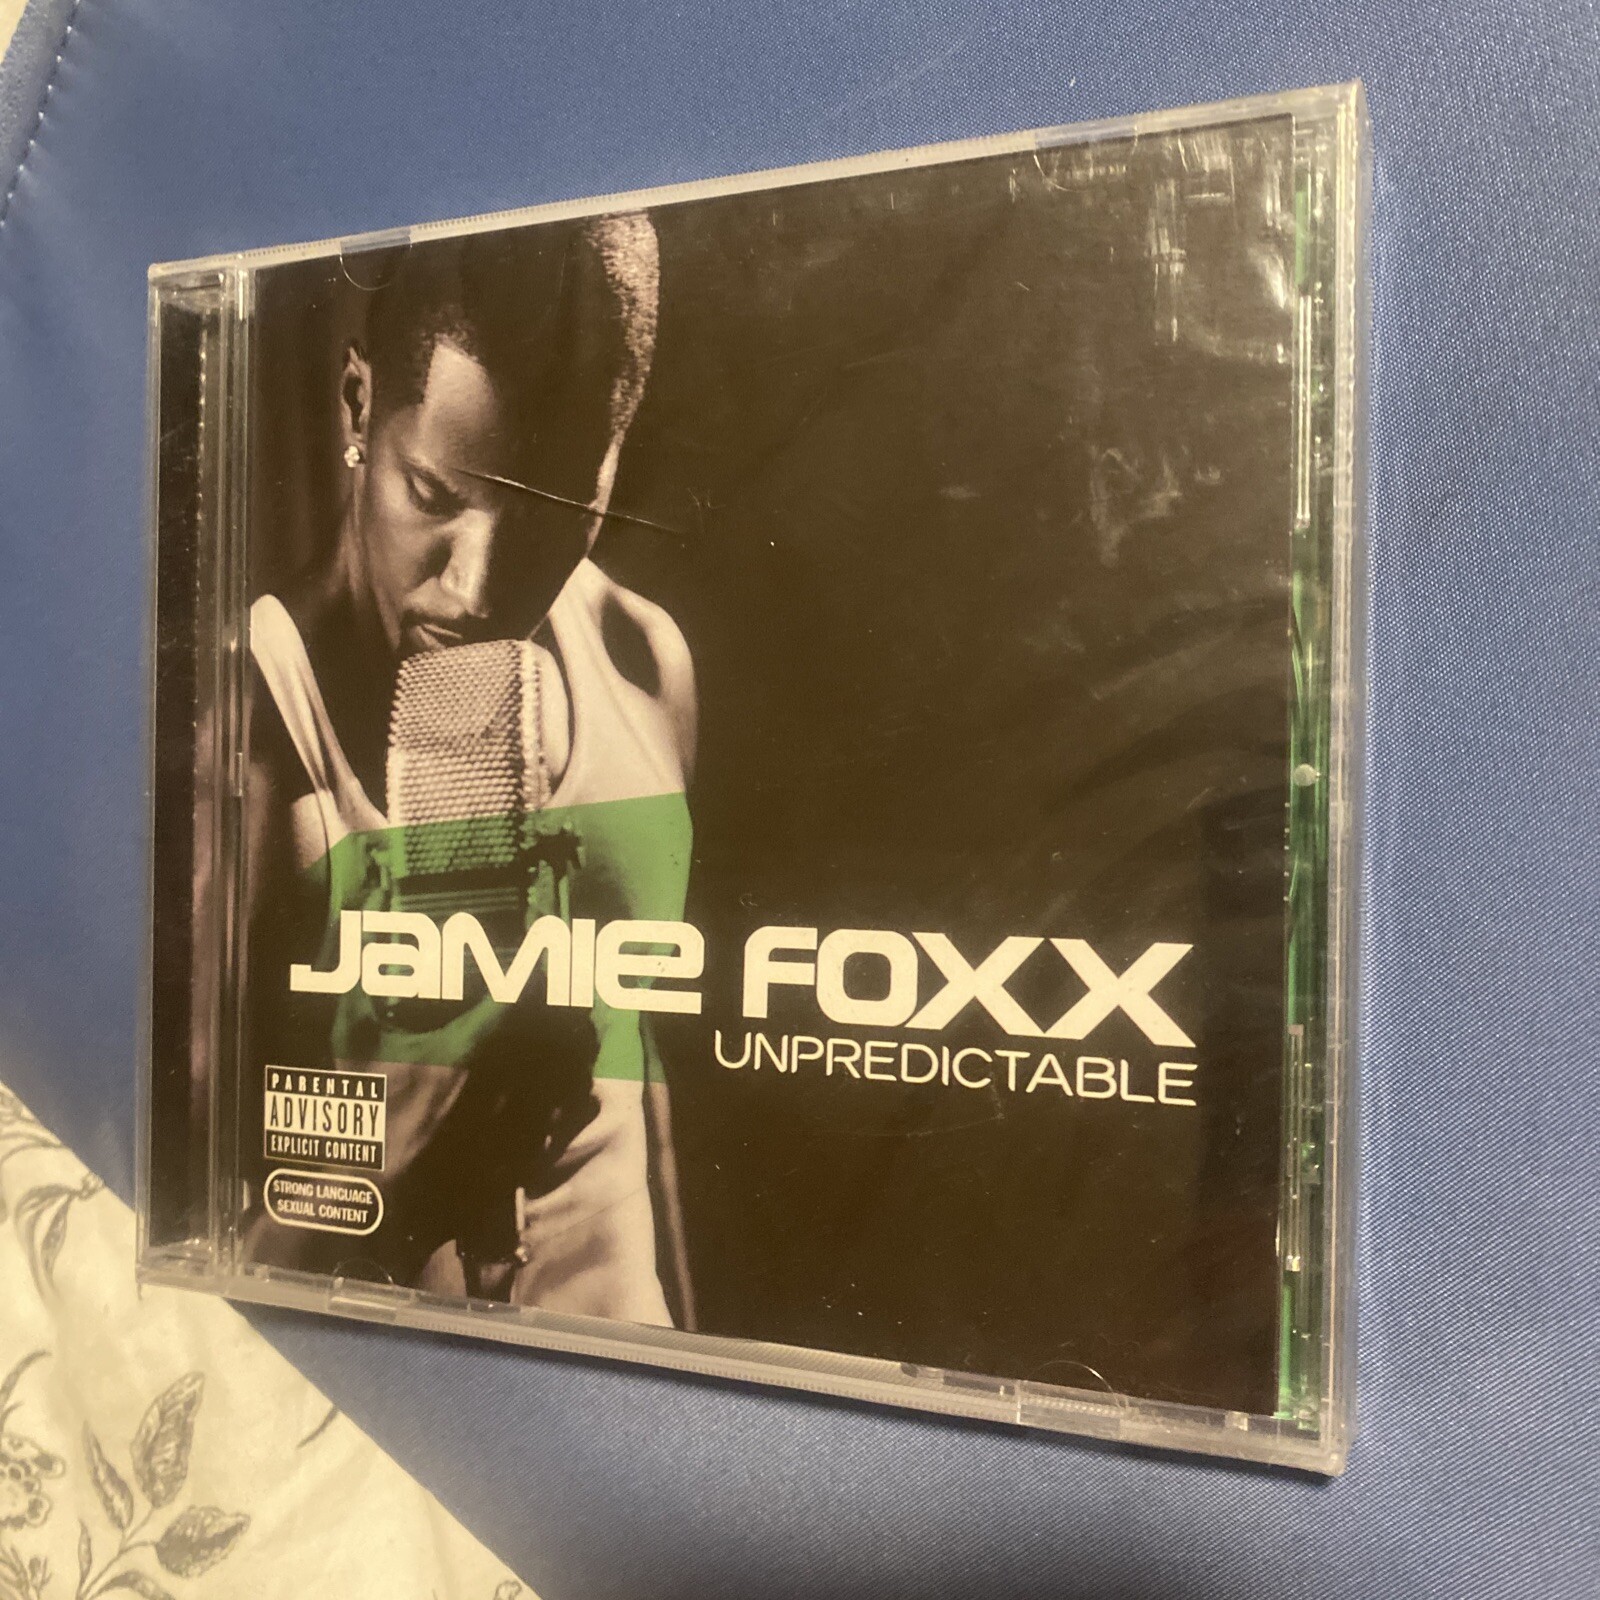 JAMIE FOXX
UNPREDICTABLE
PARENTAL
ADVISORY
EXPLICIT CONTENT
STRONG LANGUAGE
SEXUAL CONTENT